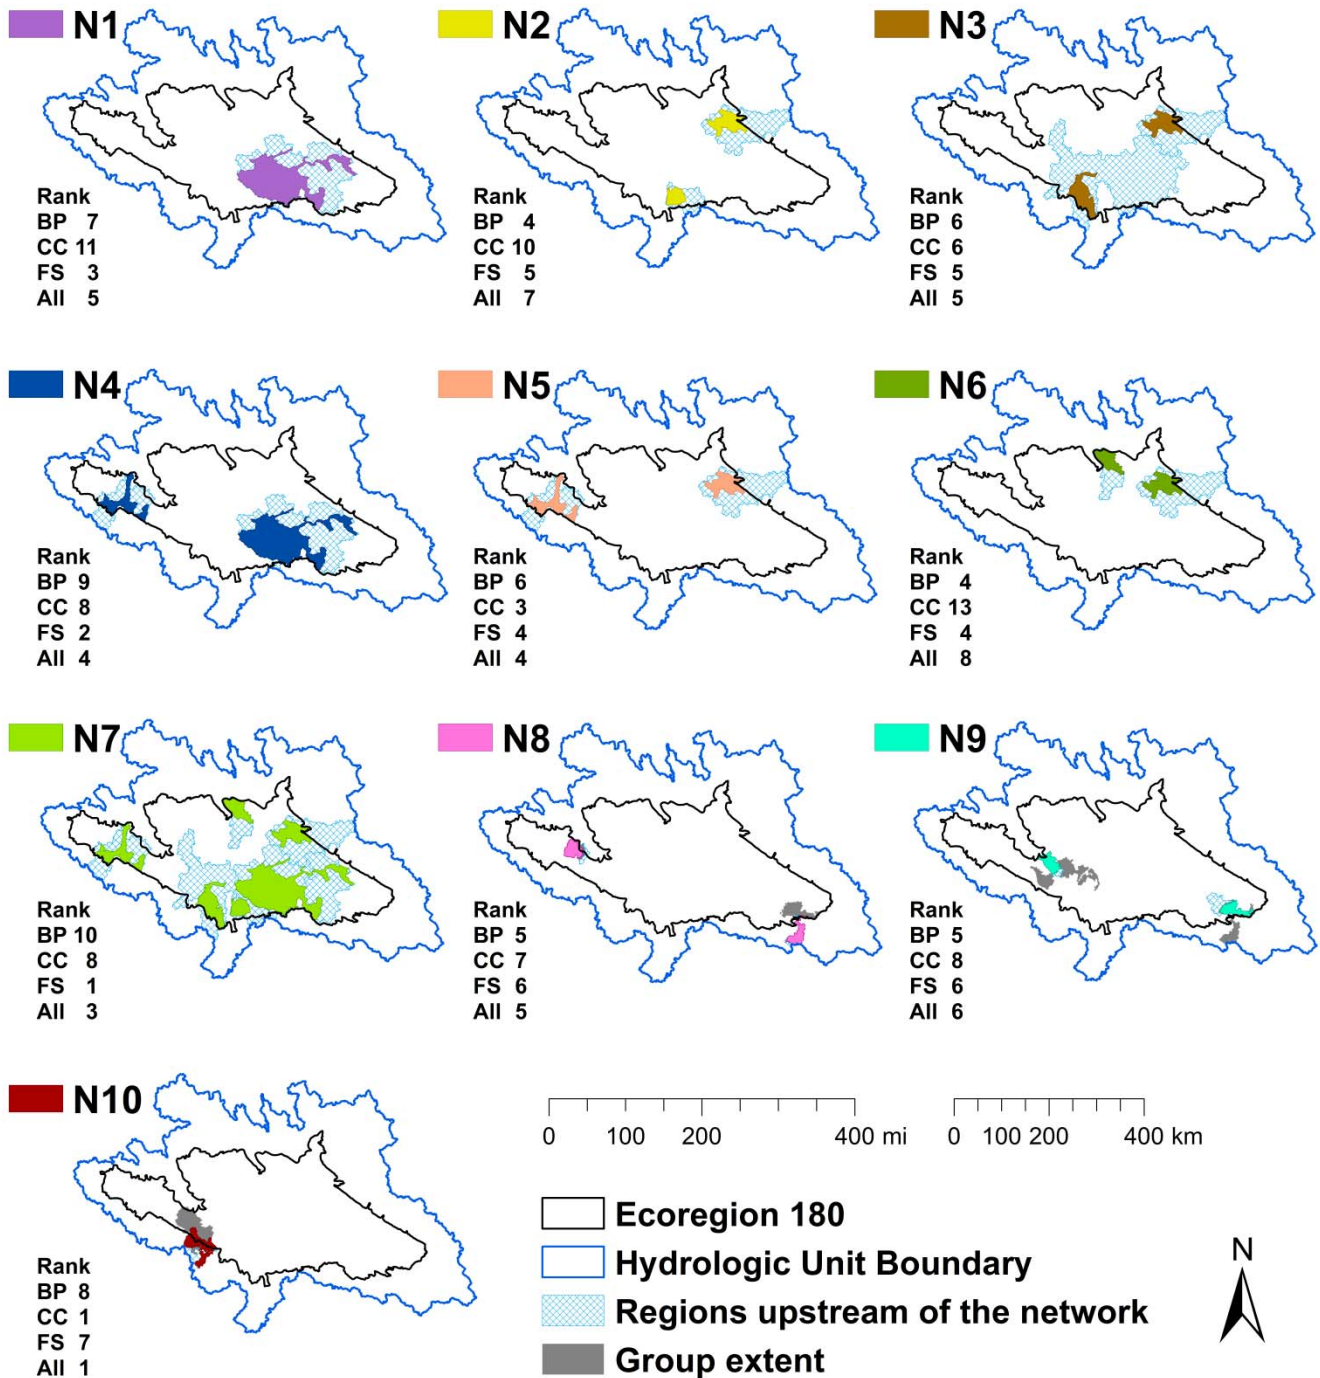 N1
Rank
BP 7
CC 11
FS 3
All 5
N2
Rank
BP 4
CC 10
FS 5
All 7
N3
Rank
BP 6
CC 6
FS 5
All 5
N4
Rank
BP 9
CC 8
FS 2
All 4
N5
Rank
BP 6
CC 3
FS 4
All 4
N6
Rank
BP 4
CC 13
FS 4
All 8
N7
Rank
BP 10
CC 8
FS 1
All 3
N8
Rank
BP 5
CC 7
FS 6
All 5
N9
Rank
BP 5
CC 8
FS 6
All 6
N10
Rank
BP 8
CC 1
FS 7
All 1
0 100 200 400 mi
0 100 200 400 km
Ecoregion 180
Hydrologic Unit Boundary
Regions upstream of the network
Group extent
N